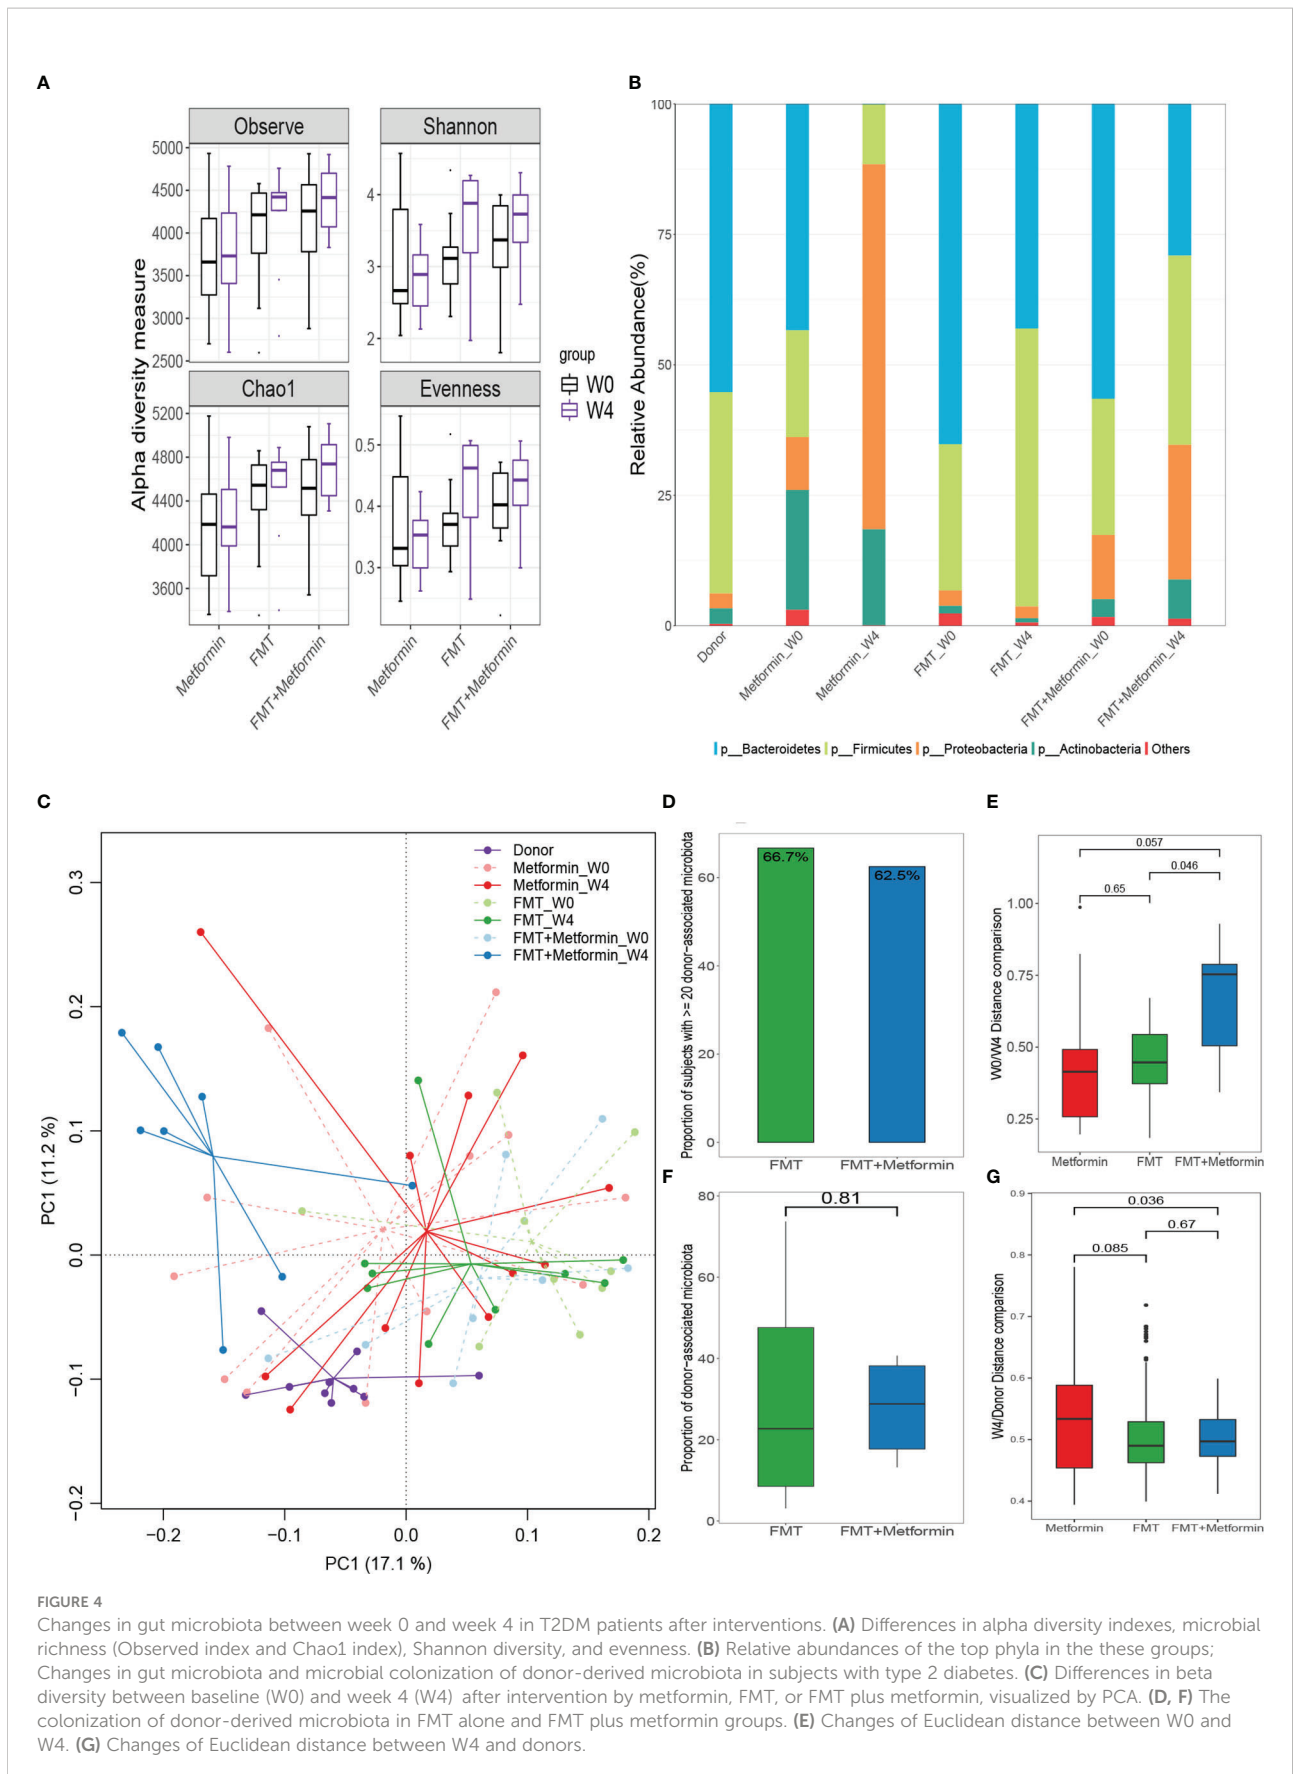 A
Observe
Shannon
5000
4500
4000
3500
3000
2500
4
3
2
Chao1
Evenness
5200
4800
4400
4000
3600
0.5
0.4
0.3
Alpha diversity measure
group
W0
W4
Metformin
FMT
FMT+Metformin
Metformin
FMT
FMT+Metformin
B
100
75
50
25
0
Relative Abundance(%)
Donor
Metformin_W0
Metformin_W4
FMT_W0
FMT_W4
FMT+Metformin_W0
FMT+Metformin_W4
p__Bacteroidetes p__Firmicutes p__Proteobacteria p__Actinobacteria Others
C
Donor
Metformin_W0
Metformin_W4
FMT_W0
FMT_W4
FMT+Metformin_W0
FMT+Metformin_W4
0.3
0.2
0.1
0.0
−0.1
−0.2
PC1 (11.2 %)
−0.2 −0.1 0.0 0.1 0.2
PC1 (17.1 %)
D
Proportion of subjects with >= 20 donor−associated microbiota
60
40
20
0
66.7%
62.5%
FMT FMT+Metformin
E
W0/W4 Distance comparison
0.057
0.046
0.65
1.00
0.75
0.50
0.25
Metformin FMT FMT+Metformin
F
Proportion of donor−associated microbiota
80
60
40
20
0
0.81
FMT FMT+Metformin
G
W4/Donor Distance comparison
0.9
0.8
0.7
0.6
0.5
0.4
0.036
0.67
0.085
Metformin FMT FMT+Metformin
FIGURE 4
Changes in gut microbiota between week 0 and week 4 in T2DM patients after interventions. (A) Differences in alpha diversity indexes, microbial
richness (Observed index and Chao1 index), Shannon diversity, and evenness. (B) Relative abundances of the top phyla in the these groups;
Changes in gut microbiota and microbial colonization of donor-derived microbiota in subjects with type 2 diabetes. (C) Differences in beta
diversity between baseline (W0) and week 4 (W4) after intervention by metformin, FMT, or FMT plus metformin, visualized by PCA. (D, F) The
colonization of donor-derived microbiota in FMT alone and FMT plus metformin groups. (E) Changes of Euclidean distance between W0 and
W4. (G) Changes of Euclidean distance between W4 and donors.